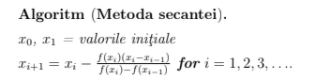 Algoritm (Metoda secantei).
x₀, x₁ = valorile inițiale
xᵢ₊₁ = xᵢ − f(xᵢ)(xᵢ−xᵢ₋₁) / f(xᵢ)−f(xᵢ₋₁) for i = 1, 2, 3, ….